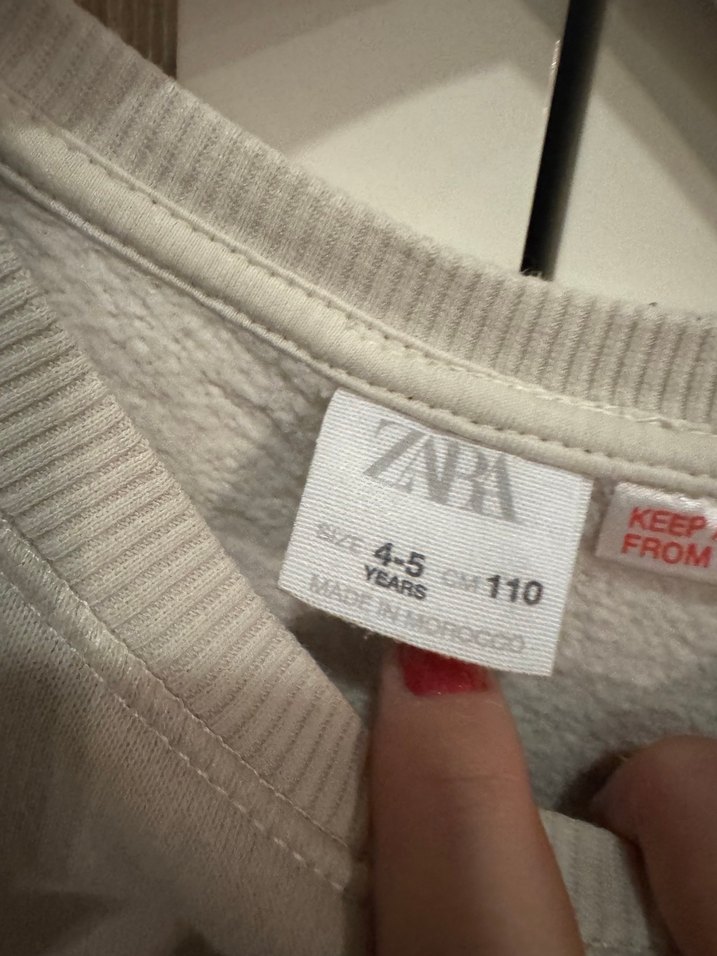 ZARA
SIZE 4-5 YEARS CM 110
MADE IN MOROCCO
KEEP
FROM